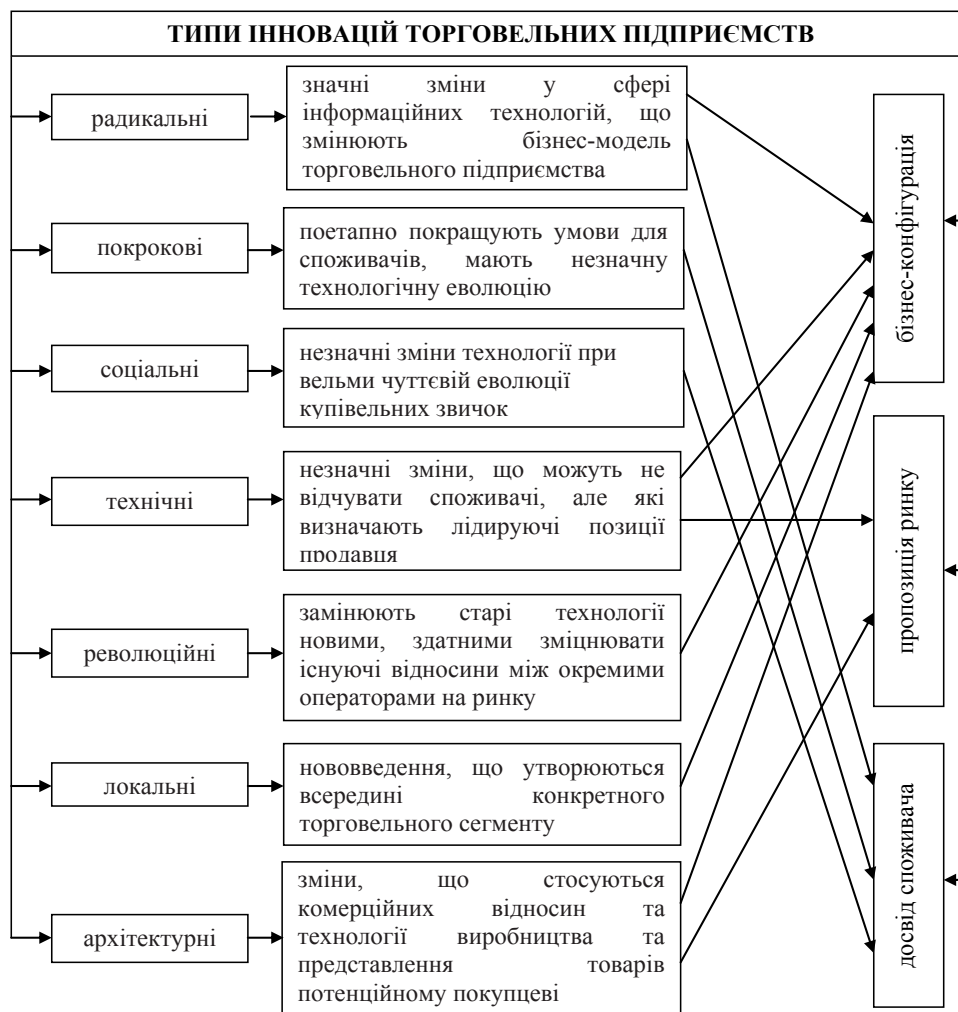 ТИПИ ІННОВАЦІЙ ТОРГОВЕЛЬНИХ ПІДПРИЄМСТВ
радикальні
значні зміни у сфері
інформаційних технологій, що
змінюють бізнес-модель
торговельного підприємства
покрокові
поетапно покращують умови для
споживачів, мають незначну
технологічну еволюцію
соціальні
незначні зміни технології при
вельми чуттєвій еволюції
купівельних звичок
технічні
незначні зміни, що можуть не
відчувати споживачі, але які
визначають лідируючі позиції
продавця
революційні
замінюють старі технології
новими, здатними зміцнювати
існуючі відносини між окремими
операторами на ринку
локальні
нововведення, що утворюються
всередині конкретного
торговельного сегменту
архітектурні
зміни, що стосуються
комерційних відносин та
технології виробництва та
представлення товарів
потенційному покупцеві
бізнес-конфігурація
пропозиція ринку
досвід споживача